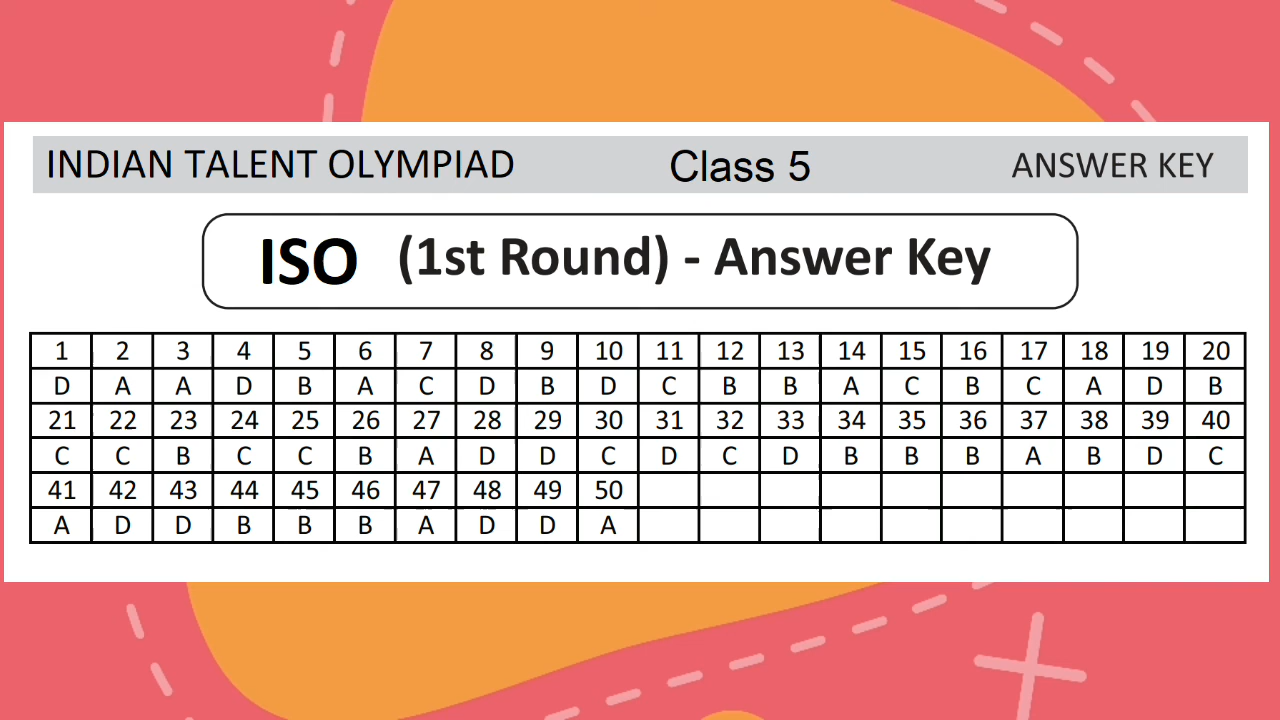 INDIAN TALENT OLYMPIAD Class 5 ANSWER KEY
ISO (1st Round) - Answer Key
1 2 3 4 5 6 7 8 9 10 11 12 13 14 15 16 17 18 19 20
D A A D B A C D B D C B B A C B C A D B
21 22 23 24 25 26 27 28 29 30 31 32 33 34 35 36 37 38 39 40
C C B C C B A D D C D C D B B B A B D C
41 42 43 44 45 46 47 48 49 50
A D D B B B A D D A